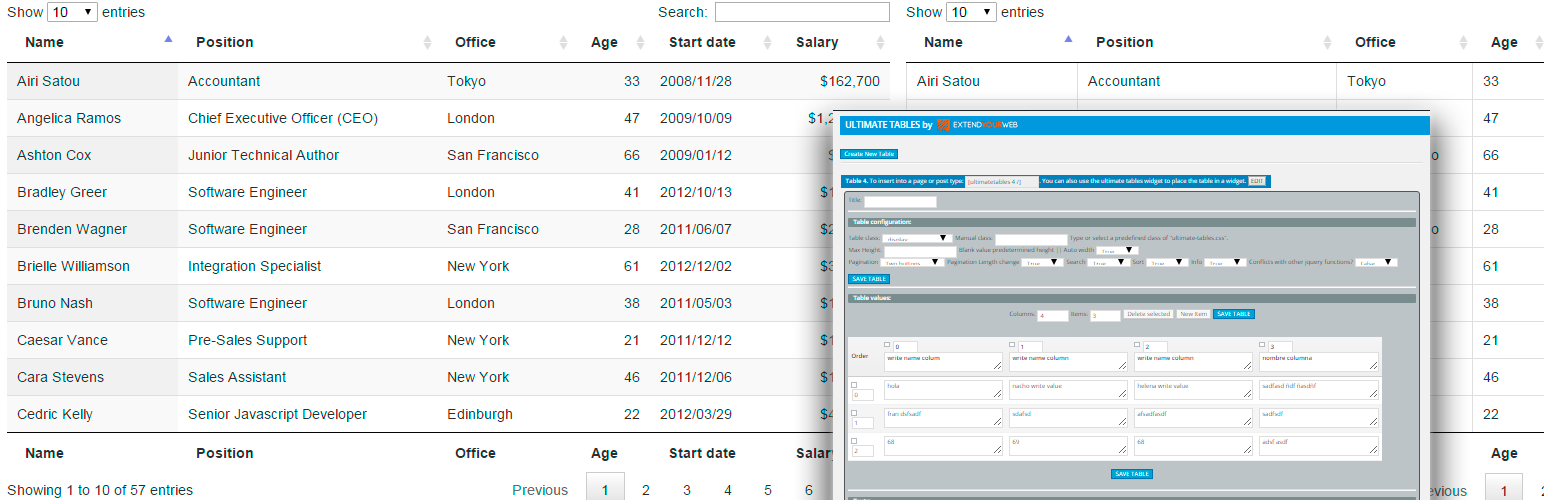 Show 10 entries Search:
Name Position Office Age Start date Salary
Airi Satou Accountant Tokyo 33 2008/11/28 $162,700
Angelica Ramos Chief Executive Officer (CEO) London 47 2009/10/09 $1,2
Ashton Cox Junior Technical Author San Francisco 66 2009/01/12 $
Bradley Greer Software Engineer London 41 2012/10/13 $1
Brenden Wagner Software Engineer San Francisco 28 2011/06/07 $2
Brielle Williamson Integration Specialist New York 61 2012/12/02 $3
Bruno Nash Software Engineer London 38 2011/05/03 $1
Caesar Vance Pre-Sales Support New York 21 2011/12/12 $1
Cara Stevens Sales Assistant New York 46 2011/12/06 $1
Cedric Kelly Senior Javascript Developer Edinburgh 22 2012/03/29 $4
Name Position Office Age Start date Salary
Showing 1 to 10 of 57 entries Previous 1 2 3 4 5 6
Show 10 entries
Name Position Office Age
Airi Satou Accountant Tokyo 33
47
o 66
41
o 28
61
38
21
46
22
Age
evious 1 2
ULTIMATE TABLES by EXTENDYOURWEB
Create New Table
Table 4. To insert into a page or post type: [ultimatetables 4 /] . You can also use the ultimate tables widget to place the table in a widget. EDIT
Title:
Table configuration:
Table class: display Manual class: Type or select a predefined class of "ultimate-tables.css".
Max Height: Blank value predetermined height || Auto width: True
Pagination Two buttons Pagination Length change True Search True Sort True Info True Conflicts with other jquery functions? False
SAVE TABLE
Table values:
Columns: 4 Items: 3 Delete selected New item SAVE TABLE
Order 0 1 2 3
write name colum write name column write name column nombre columna
0 hola nacho write value helena write value sadfasd ñdf ñasdñf
1 fran dsfsadf sdafsd afsadfasdf sadfsdf
2 68 69 68 adsf asdf
SAVE TABLE